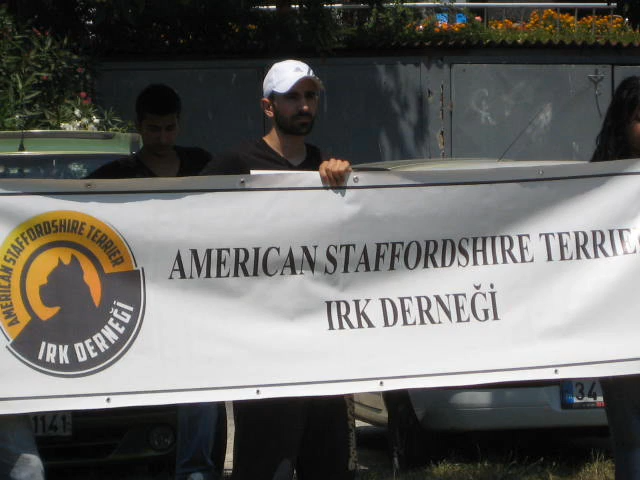 AMERICAN STAFFORDSHIRE TERRIER
IRK DERNEĞİ
AMERICAN STAFFORDSHIRE TERRIER
IRK DERNEĞİ
1141
34